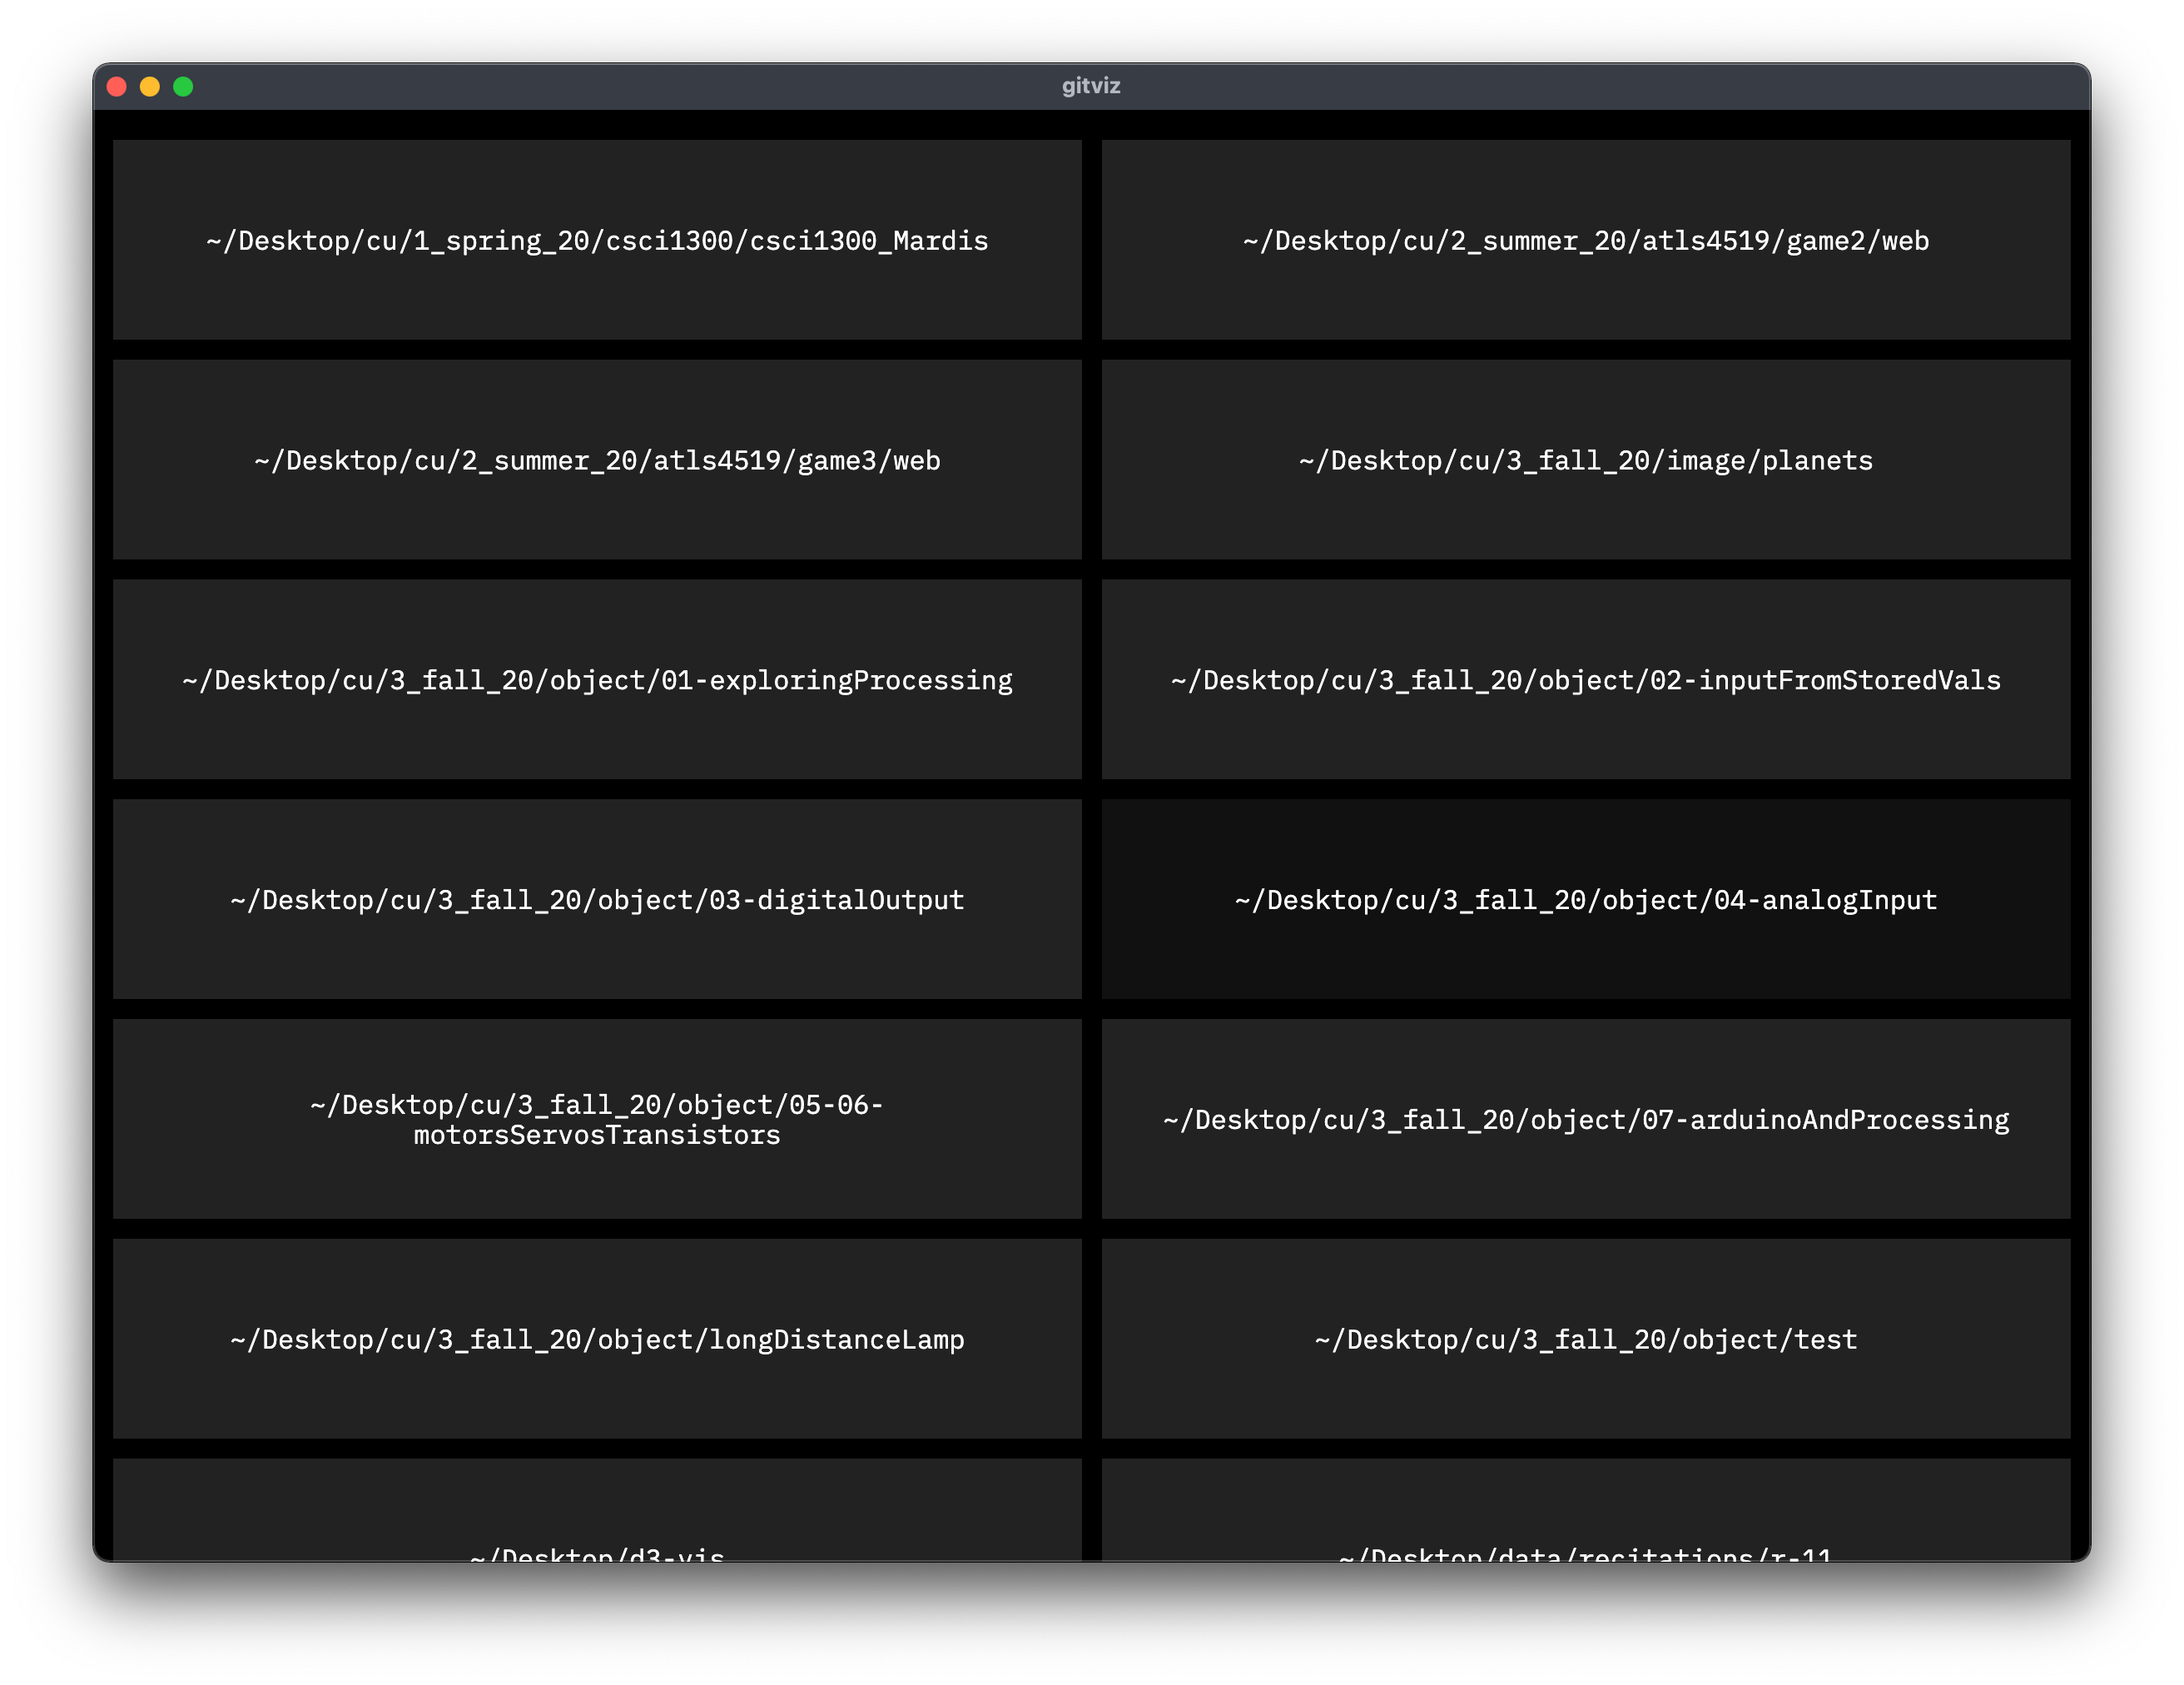 gitviz
~/Desktop/cu/1_spring_20/csci1300/csci1300_Mardis
~/Desktop/cu/2_summer_20/atls4519/game2/web
~/Desktop/cu/2_summer_20/atls4519/game3/web
~/Desktop/cu/3_fall_20/image/planets
~/Desktop/cu/3_fall_20/object/01-exploringProcessing
~/Desktop/cu/3_fall_20/object/02-inputFromStoredVals
~/Desktop/cu/3_fall_20/object/03-digitalOutput
~/Desktop/cu/3_fall_20/object/04-analogInput
~/Desktop/cu/3_fall_20/object/05-06-
motorsServosTransistors
~/Desktop/cu/3_fall_20/object/07-arduinoAndProcessing
~/Desktop/cu/3_fall_20/object/longDistanceLamp
~/Desktop/cu/3_fall_20/object/test
~/Desktop/d3-vis
~/Desktop/data/recitations/r-11